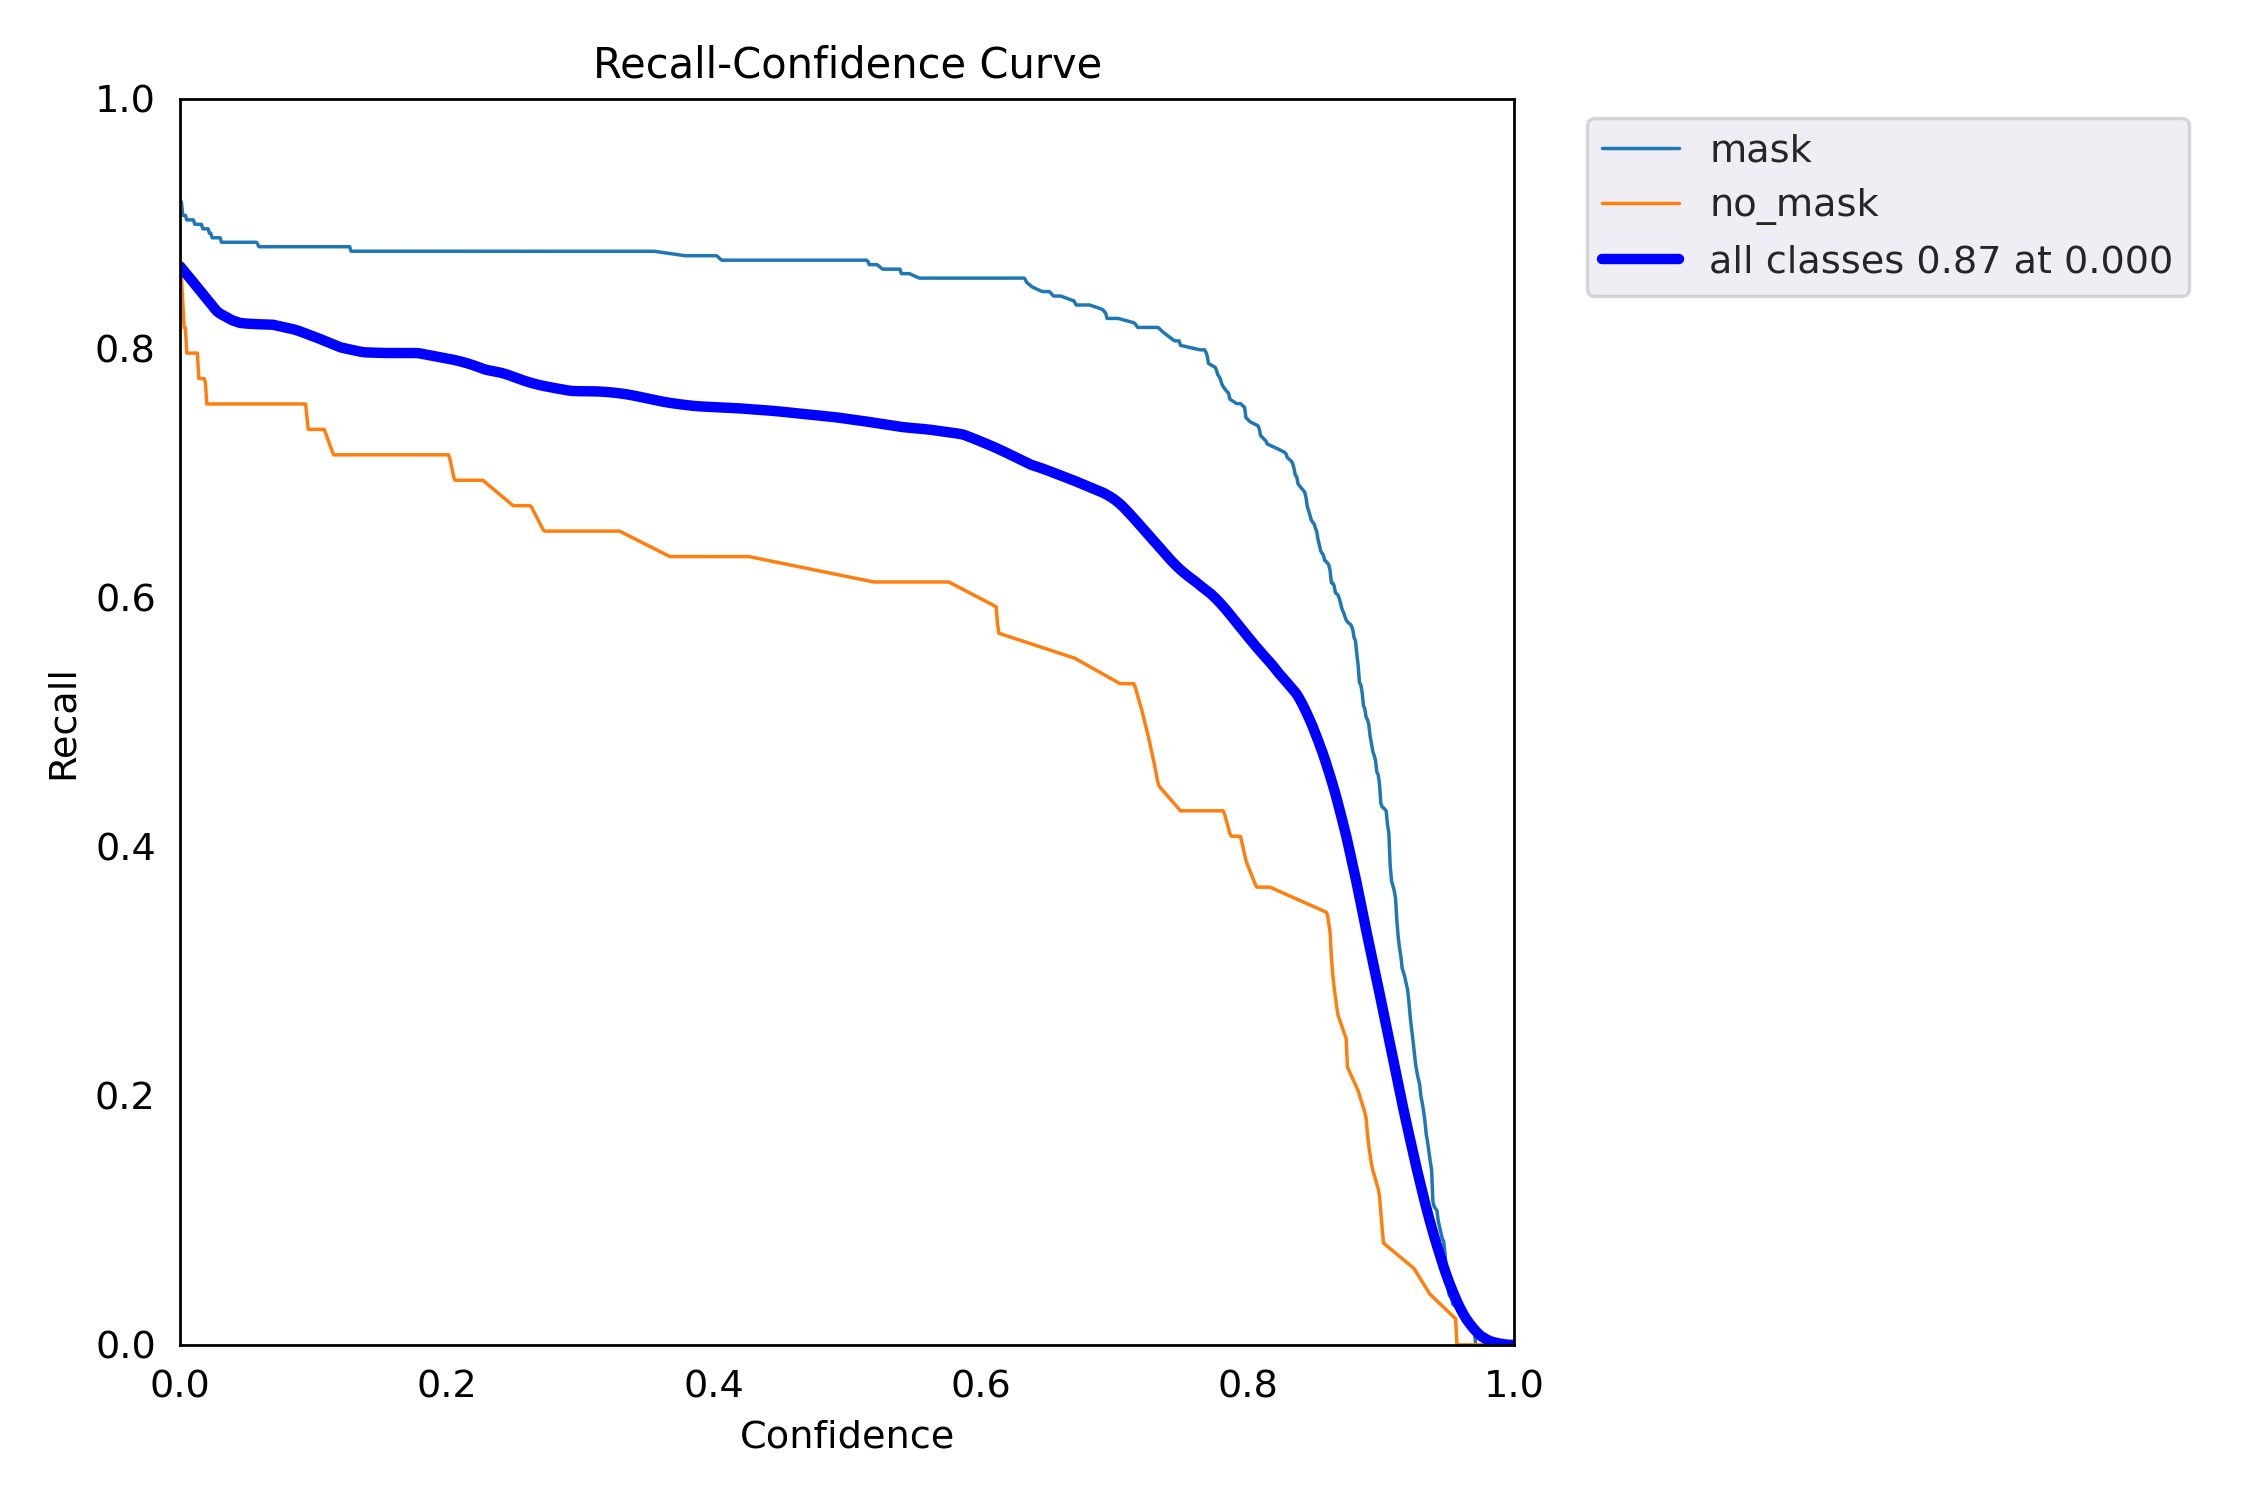 Recall-Confidence Curve
1.0
0.8
0.6
0.4
0.2
0.0
Recall
0.0 0.2 0.4 0.6 0.8 1.0
Confidence
mask
no_mask
all classes 0.87 at 0.000